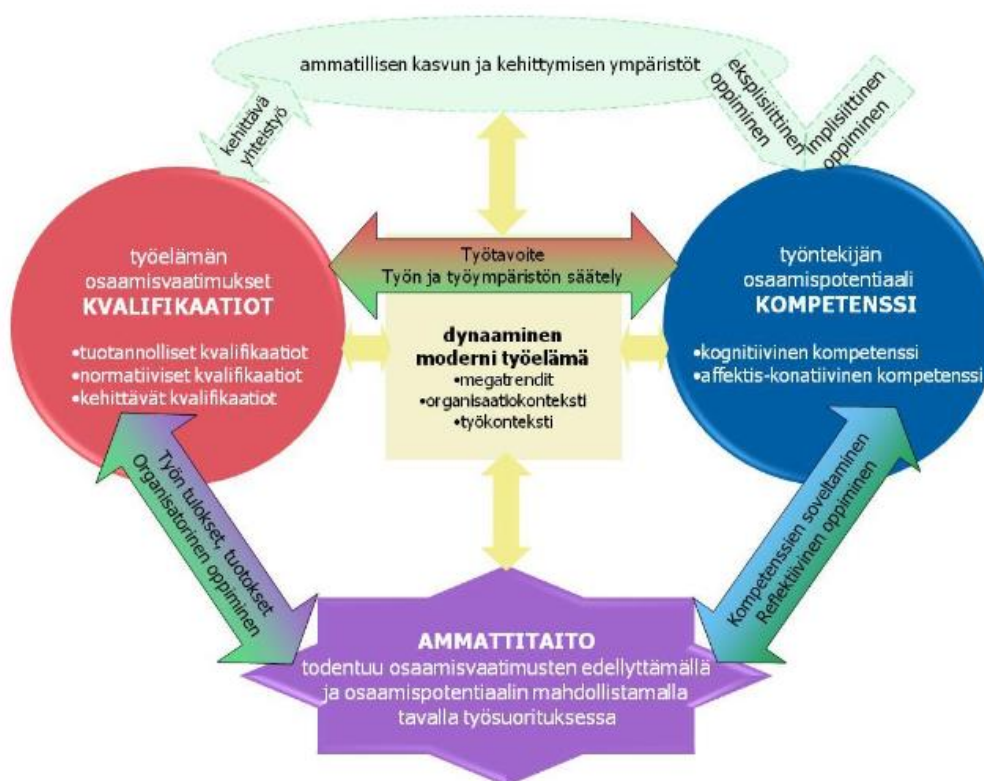 ammatillisen kasvun ja kehittymisen ympäristöt
kehittävä
yhteistyö
eksplisiittinen
oppiminen
Implisiittinen
oppiminen
työelämän
osaamisvaatimukset
KVALIFIKAATIOT
•tuotannolliset kvalifikaatiot
•normatiiviset kvalifikaatiot
•kehittävät kvalifikaatiot
Työtavoite
Työn ja työympäristön säätely
dynaaminen
moderni työelämä
•megatrendit
•organisaatiokonteksti
•työkonteksti
työntekijän
osaamispotentiaali
KOMPETENSSI
•kognitiivinen kompetenssi
•affektis-konatiivinen kompetenssi
Työn tulokset, tuotokset
Organisatorinen oppiminen
Kompetenssien soveltaminen
Reflektiivinen oppiminen
AMMATTITAITO
todentuu osaamisvaatimusten edellyttämällä
ja osaamispotentiaalin mahdollistamalla
tavalla työsuorituksessa